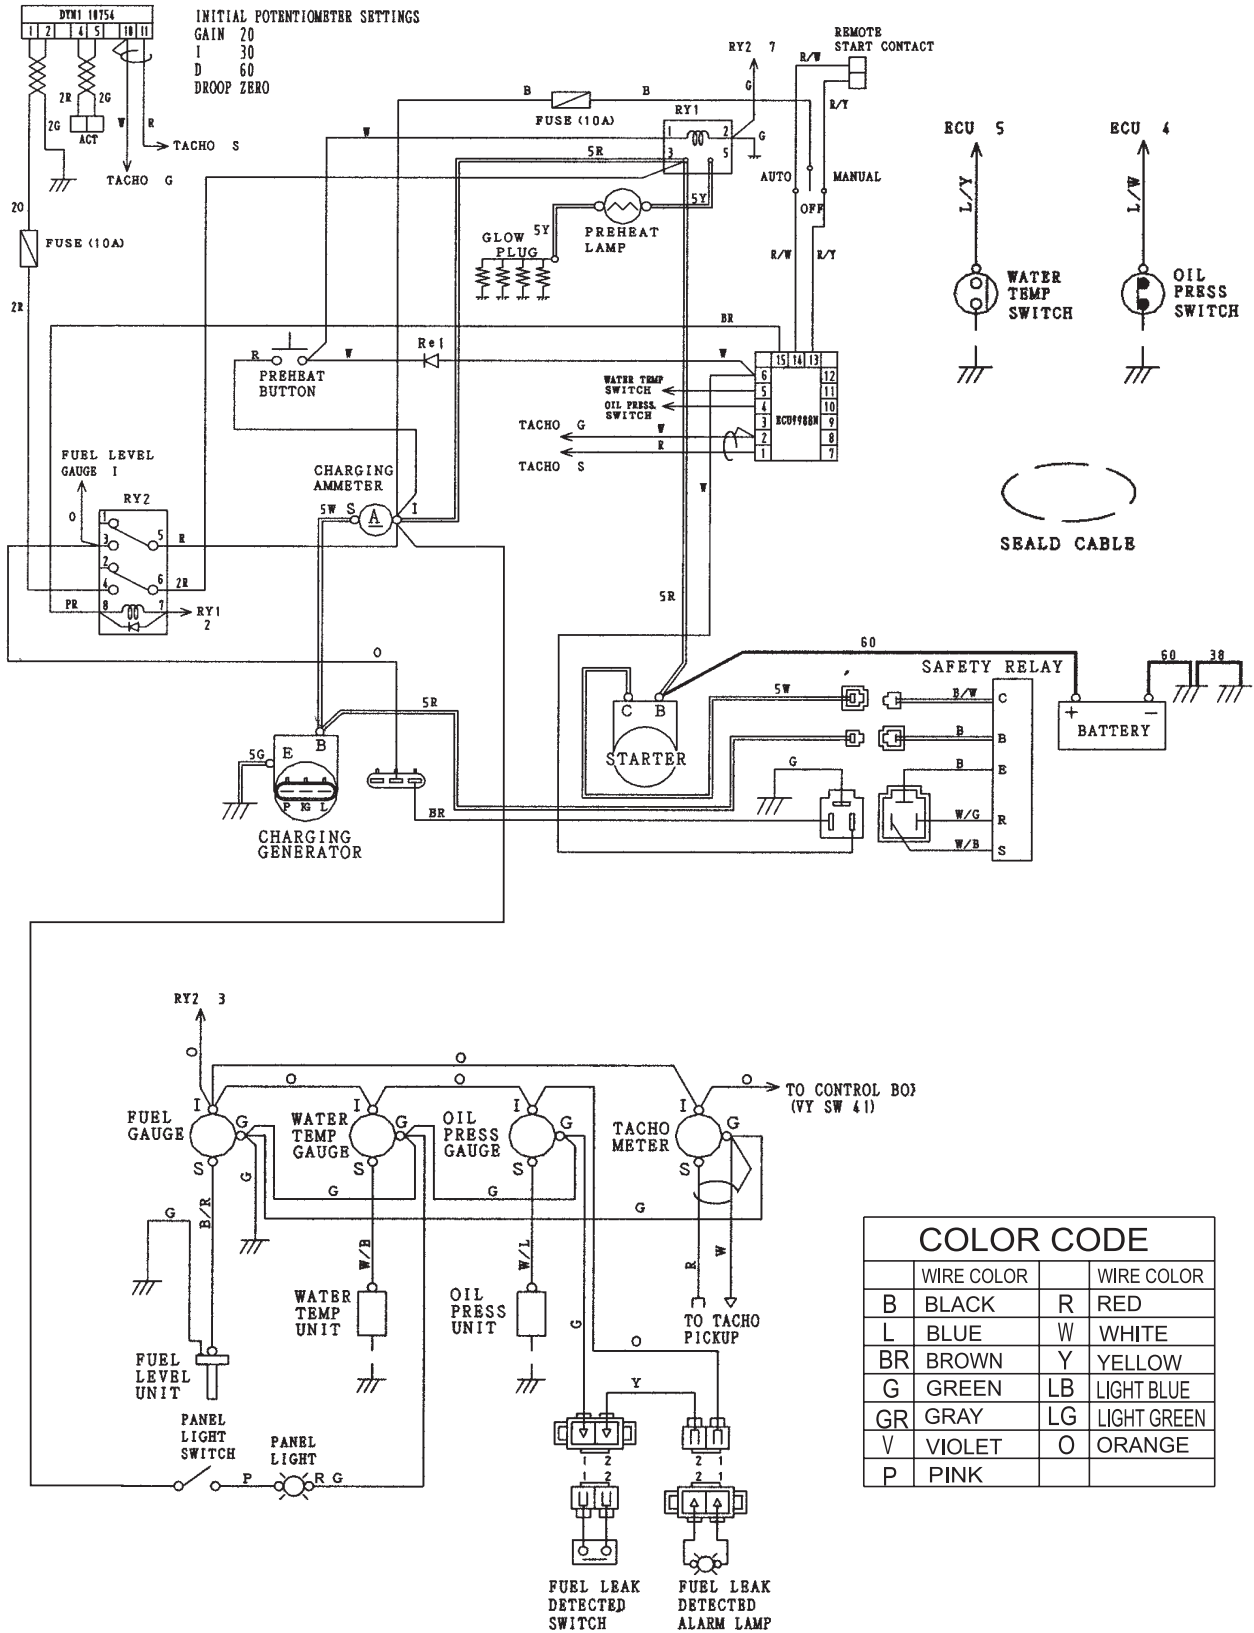 DYN1 10754
1 2 4 5 10 11
INITIAL POTENTIOMETER SETTINGS
GAIN 20
I 30
D 60
DROOP ZERO
2R 2G
ACT
2G
W R
TACHO S
TACHO G
20
FUSE (10A)
2R
B
B
FUSE (10A)
RY2 7
G
RY1
1 2
3 5
G
W
5R
REMOTE
START CONTACT
R/W
R/Y
AUTO
MANUAL
OFF
R/W
R/Y
5Y
PREHEAT
LAMP
5Y
GLOW
PLUG
ECU 5
L/Y
WATER
TEMP
SWITCH
ECU 4
L/W
OIL
PRESS
SWITCH
BR
R
W
Re1
W
PREHEAT
BUTTON
15 14 13
6 12
5 11
4 10
3 9
2 8
1 7
ECU9988N
WATER TEMP
SWITCH
OIL PRESS.
SWITCH
TACHO G
W
R
TACHO S
W
FUEL LEVEL
GAUGE I
O
RY2
1
3
2
4
8
5
6
7
R
2R
PR
RY1
2
CHARGING
AMMETER
5W S
A
I
SEALD CABLE
5R
O
60
60 38
SAFETY RELAY
C
B
E
R
S
B/W
B
B
W/G
W/B
+ −
BATTERY
C B
STARTER
5W
5R
G
5G
E
B
P IG L
CHARGING
GENERATOR
BR
RY2 3
O
O
O
O
O
TO CONTROL BO
(VY SW 41)
FUEL
GAUGE
I
G
S
WATER
TEMP
GAUGE
I
G
S
OIL
PRESS
GAUGE
I
G
S
TACHO
METER
I
G
S
G
G
G
G
G
B/R
W/B
W/L
R
W
WATER
TEMP
UNIT
OIL
PRESS
UNIT
TO TACHO
PICKUP
FUEL
LEVEL
UNIT
G
O
Y
PANEL
LIGHT
SWITCH
P
PANEL
LIGHT
R G
1 2
1 2
2 1
2 1
FUEL LEAK
DETECTED
SWITCH
FUEL LEAK
DETECTED
ALARM LAMP
COLOR CODE
WIRE COLOR WIRE COLOR
B BLACK R RED
L BLUE W WHITE
BR BROWN Y YELLOW
G GREEN LB LIGHT BLUE
GR GRAY LG LIGHT GREEN
V VIOLET O ORANGE
P PINK